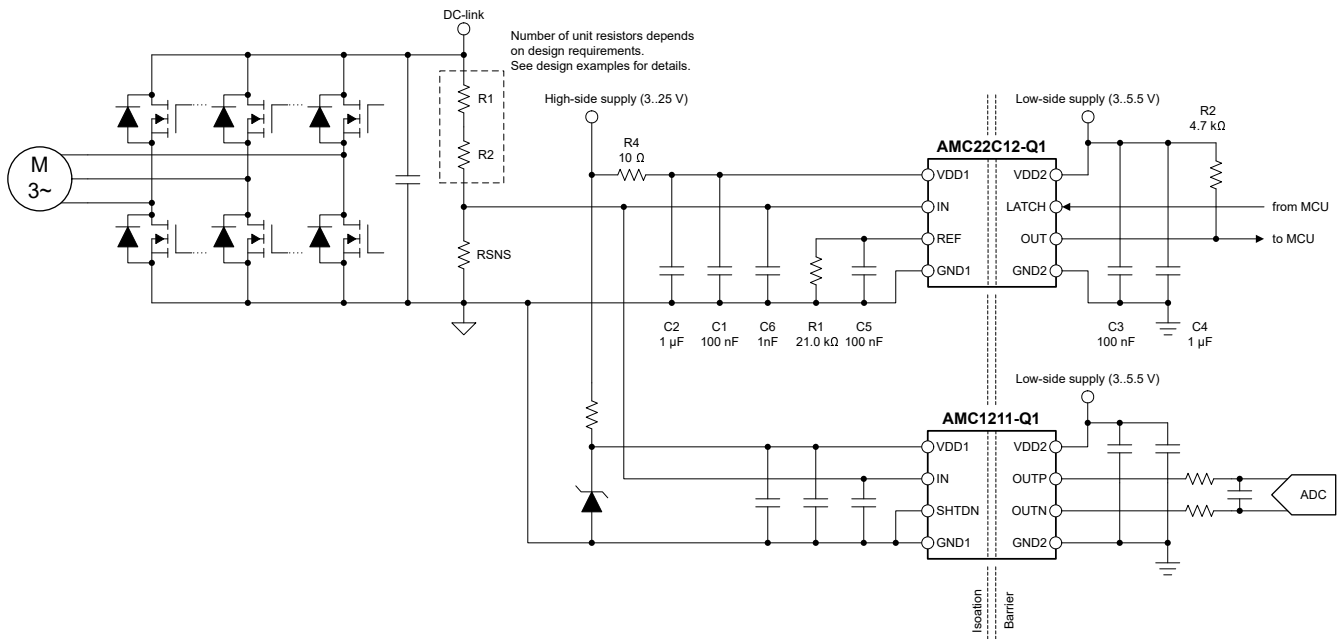 DC-link
Number of unit resistors depends
on design requirements.
See design examples for details.
R1
R2
RSNS
M
3~
High-side supply (3..25 V)
R4
10 Ω
Low-side supply (3..5.5 V)
R2
4.7 kΩ
AMC22C12-Q1
VDD1
VDD2
IN
LATCH
from MCU
REF
OUT
to MCU
GND1
GND2
C2
1 µF
C1
100 nF
C6
1nF
R1
21.0 kΩ
C5
100 nF
C3
100 nF
C4
1 µF
Low-side supply (3..5.5 V)
AMC1211-Q1
VDD1
VDD2
IN
OUTP
SHTDN
OUTN
GND1
GND2
ADC
Isoation
Barrier